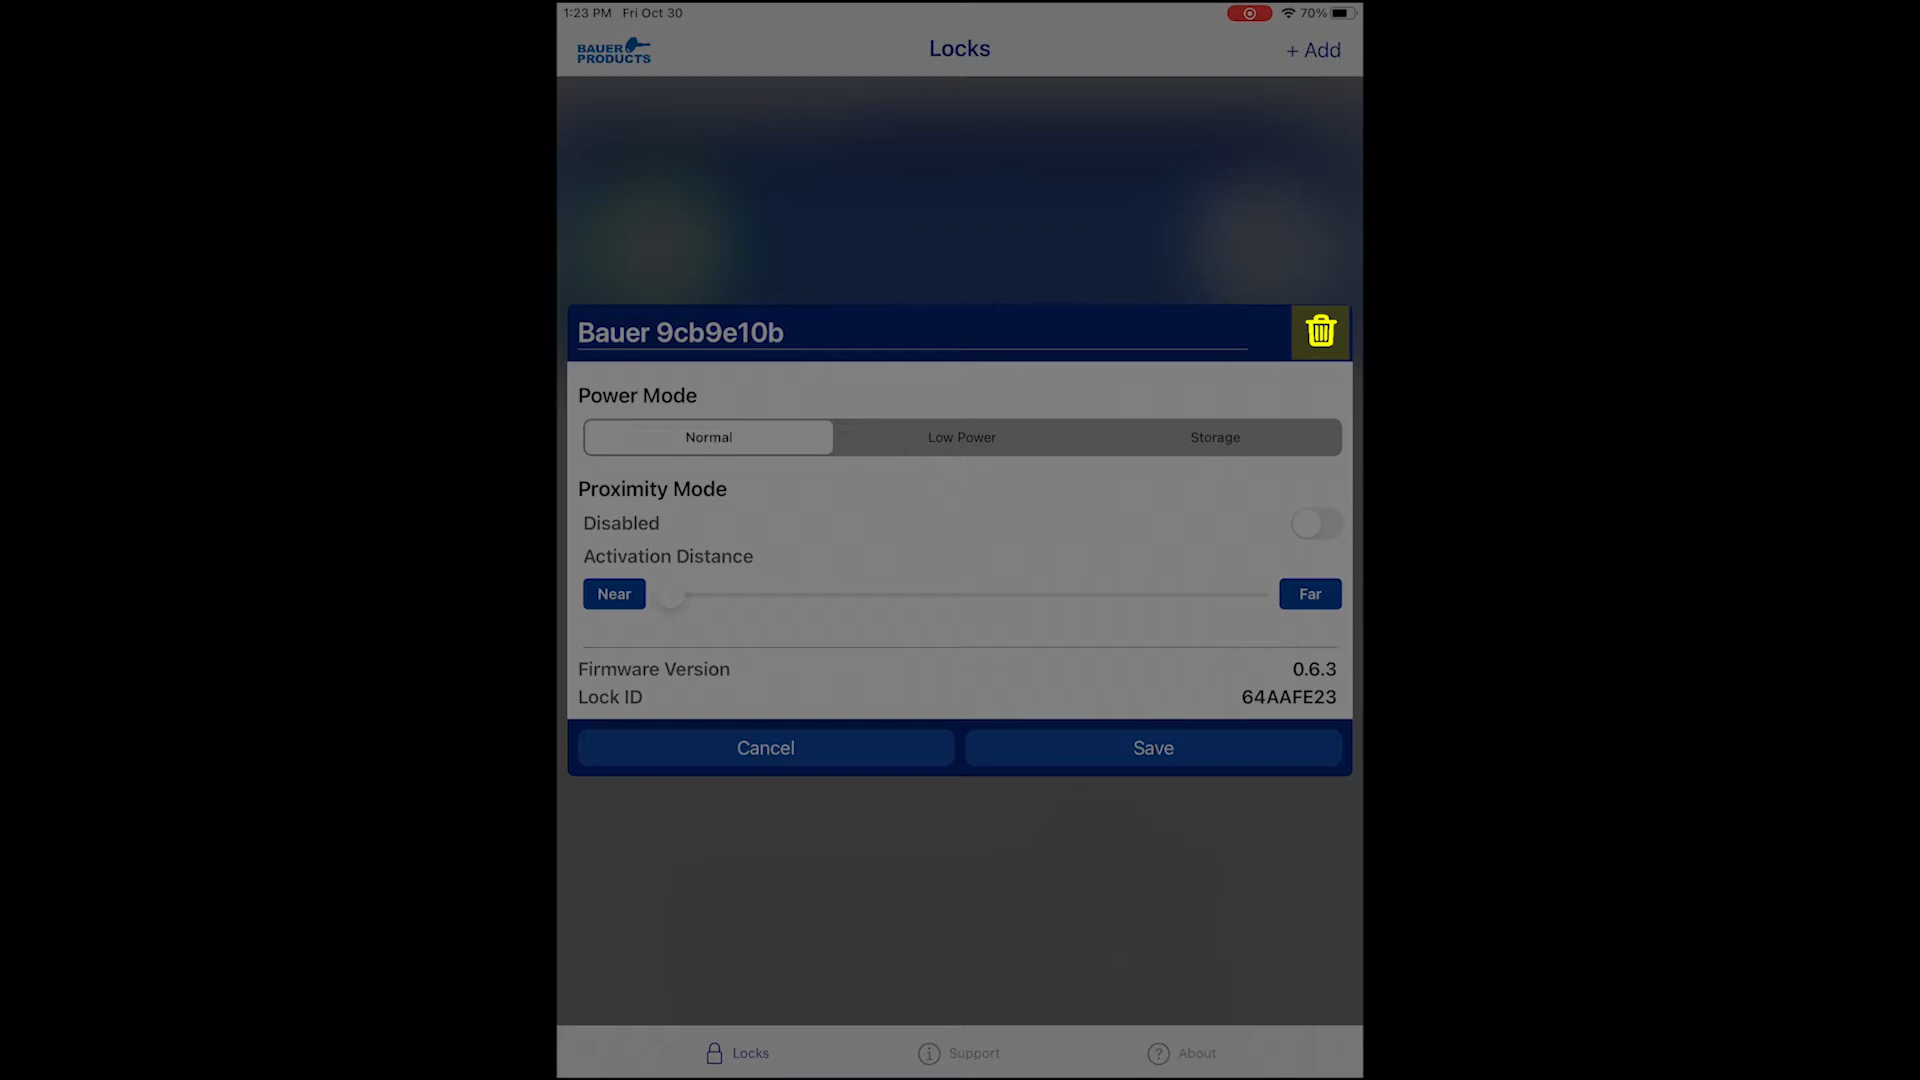 1:23 PM Fri Oct 30
70%
BAUER
PRODUCTS
Locks
+ Add
Bauer 9cb9e10b
Power Mode
Normal
Low Power
Storage
Proximity Mode
Disabled
Activation Distance
Near
Far
Firmware Version
0.6.3
Lock ID
64AAFE23
Cancel
Save
Locks
Support
About